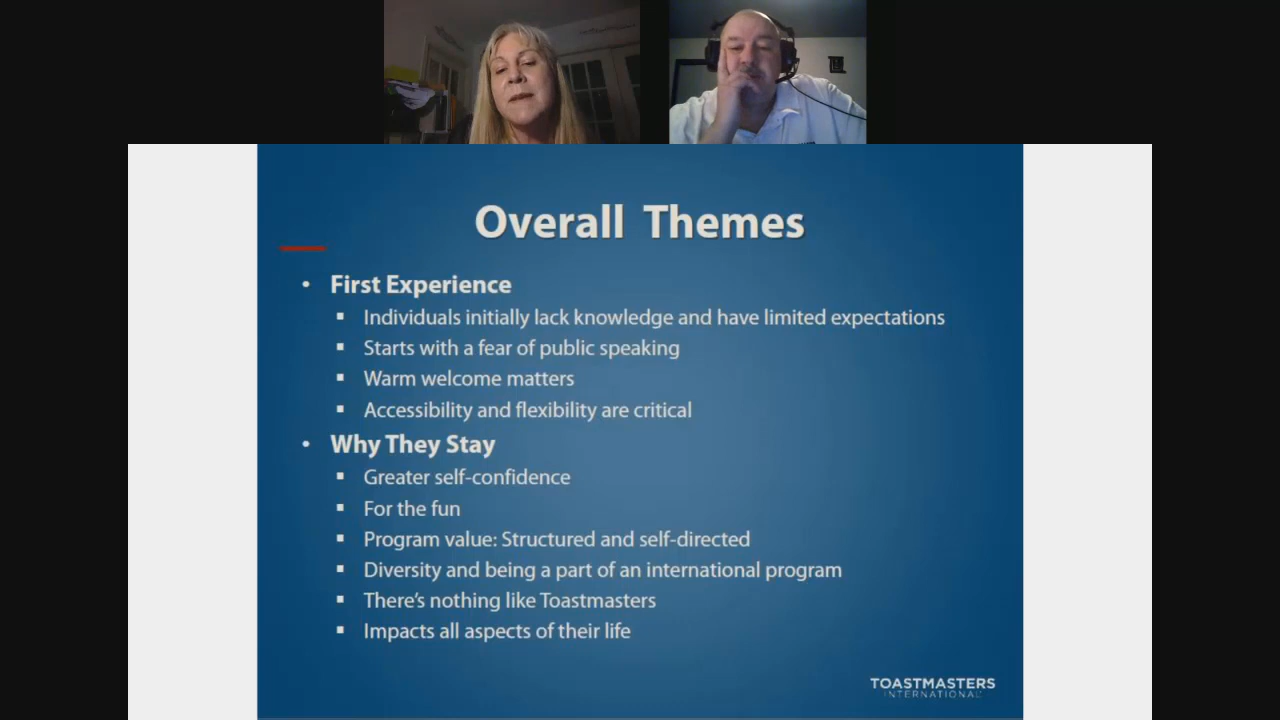 Overall Themes
• First Experience
▪ Individuals initially lack knowledge and have limited expectations
▪ Starts with a fear of public speaking
▪ Warm welcome matters
▪ Accessibility and flexibility are critical
• Why They Stay
▪ Greater self-confidence
▪ For the fun
▪ Program value: Structured and self-directed
▪ Diversity and being a part of an international program
▪ There's nothing like Toastmasters
▪ Impacts all aspects of their life
TOASTMASTERS
INTERNATIONAL